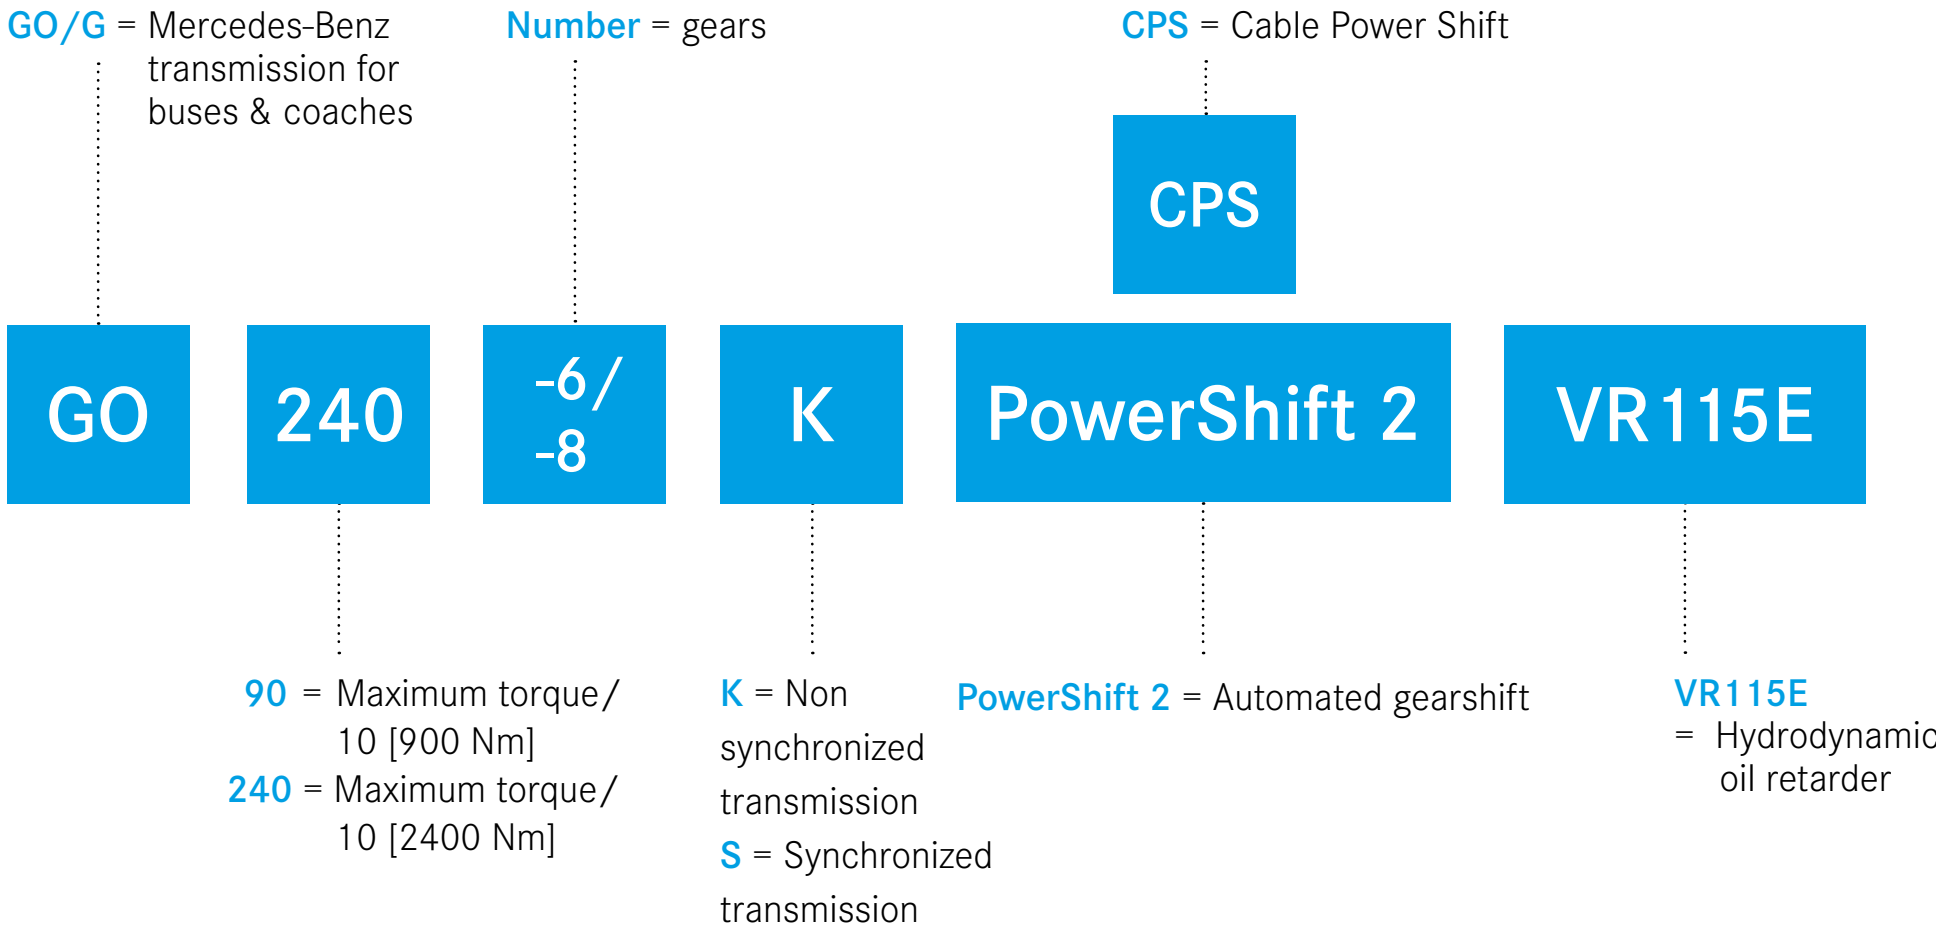 GO/G = Mercedes-Benz
transmission for
buses & coaches
Number = gears
CPS = Cable Power Shift
CPS
GO
240
-6/
-8
K
PowerShift 2
VR115E
90 = Maximum torque/
10 [900 Nm]
240 = Maximum torque/
10 [2400 Nm]
K = Non
synchronized
transmission
S = Synchronized
transmission
PowerShift 2 = Automated gearshift
VR115E
= Hydrodynamic
oil retarder